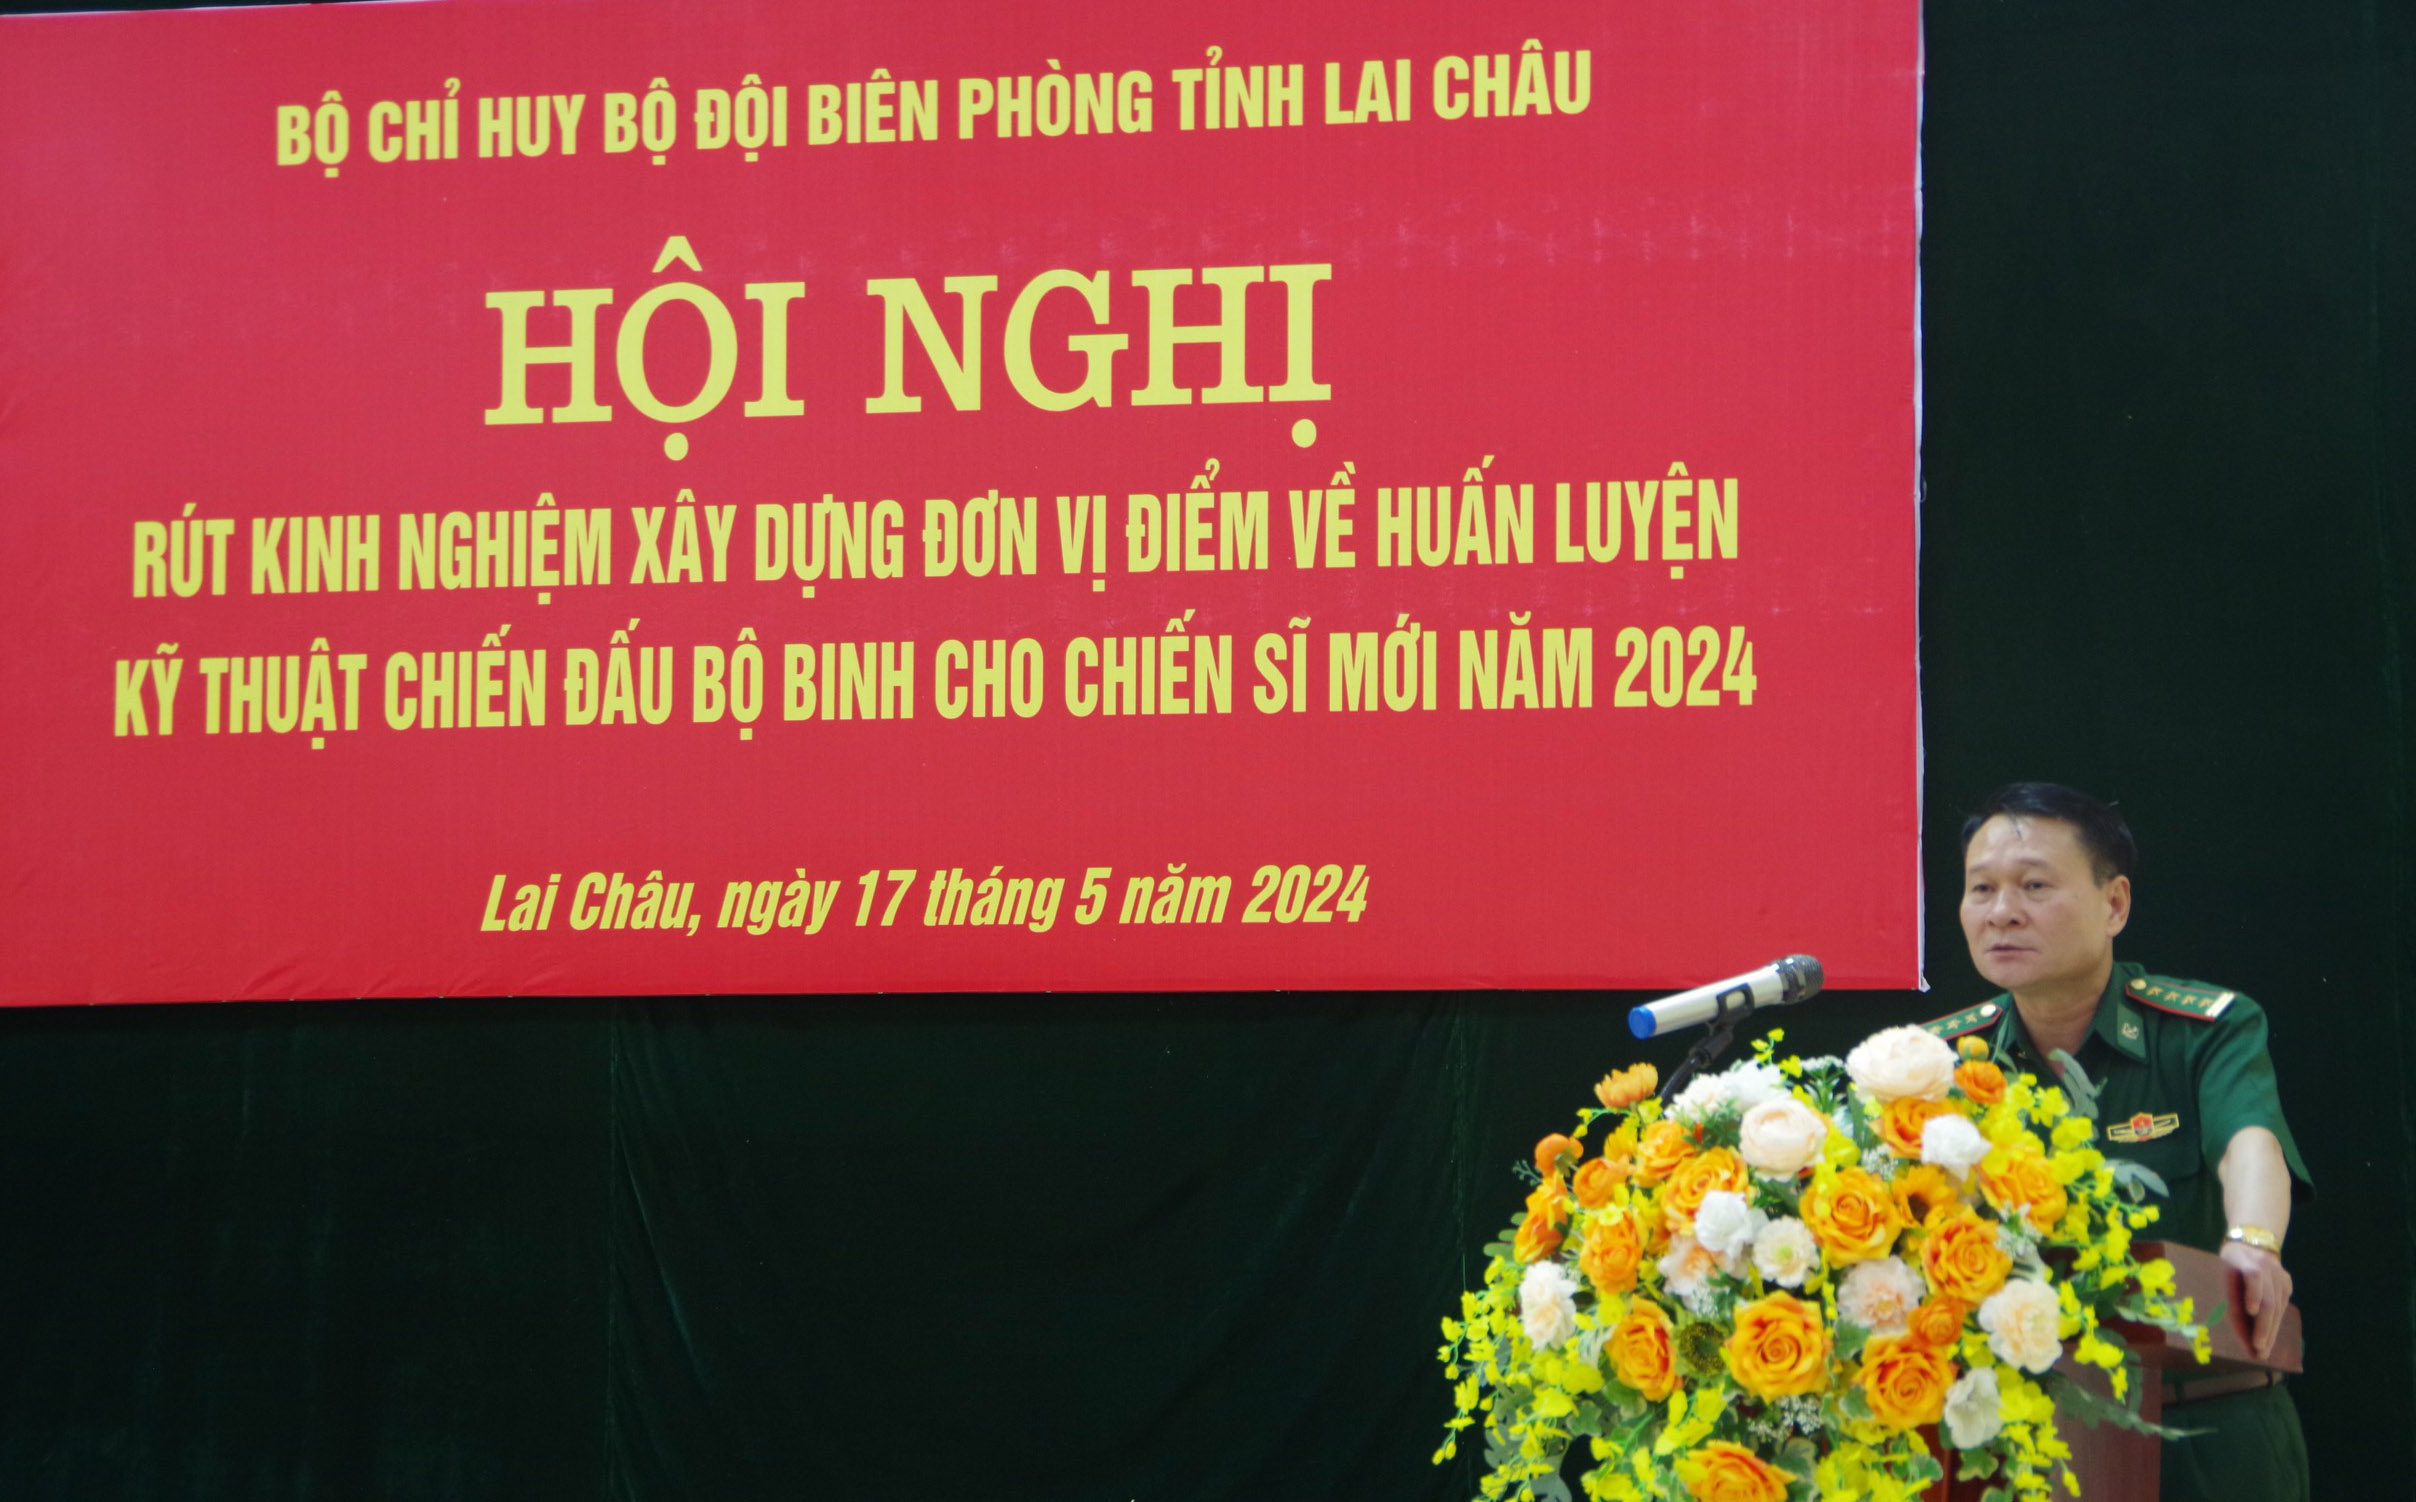 BỘ CHỈ HUY BỘ ĐỘI BIÊN PHÒNG TỈNH LAI CHÂU
HỘI NGHỊ
RÚT KINH NGHIỆM XÂY DỰNG ĐƠN VỊ ĐIỂM VỀ HUẤN LUYỆN
KỸ THUẬT CHIẾN ĐẤU BỘ BINH CHO CHIẾN SĨ MỚI NĂM 2024
Lai Châu, ngày 17 tháng 5 năm 2024